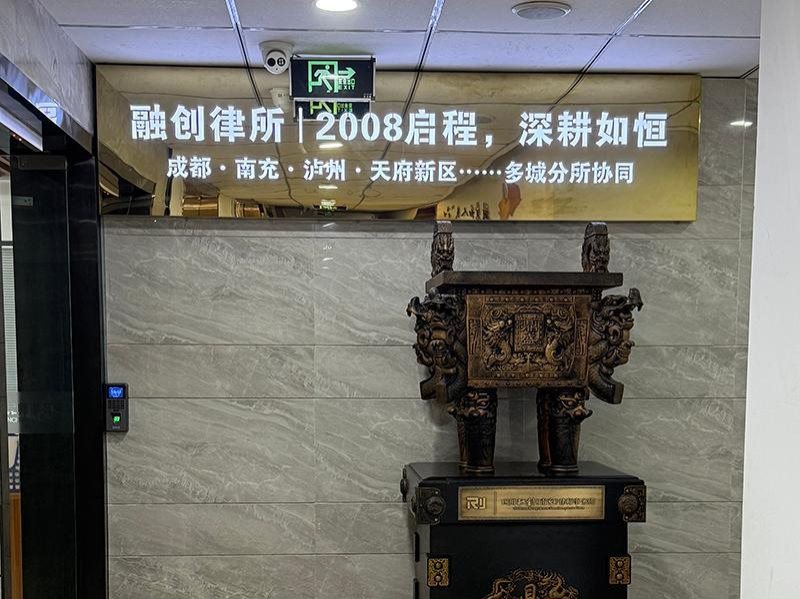 EXIT
融创律所 | 2008启程，深耕如恒
成都·南充·泸州·天府新区……多城分所协同